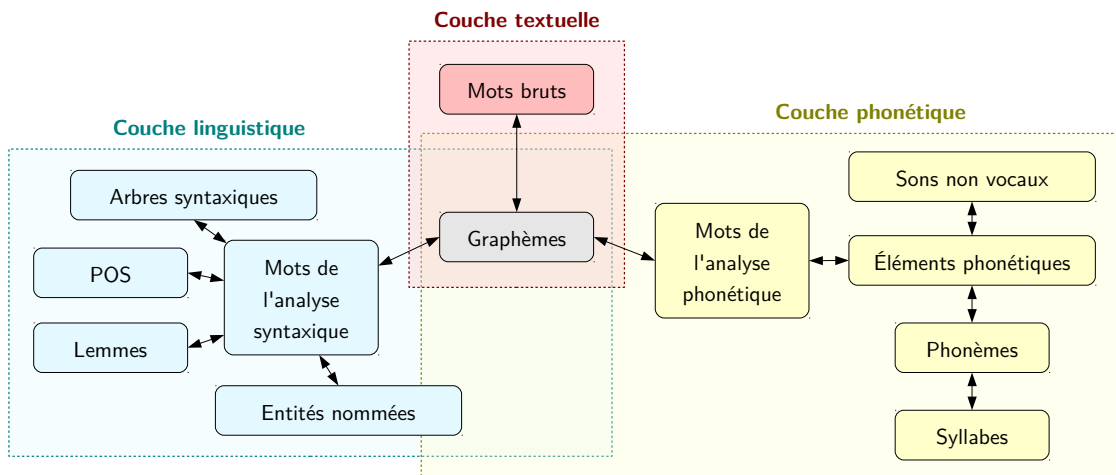 Couche textuelle
Mots bruts
Couche phonétique
Couche linguistique
Sons non vocaux
Arbres syntaxiques
Graphèmes
Mots de
l'analyse
phonétique
Éléments phonétiques
POS
Mots de
l'analyse
syntaxique
Lemmes
Phonèmes
Entités nommées
Syllabes